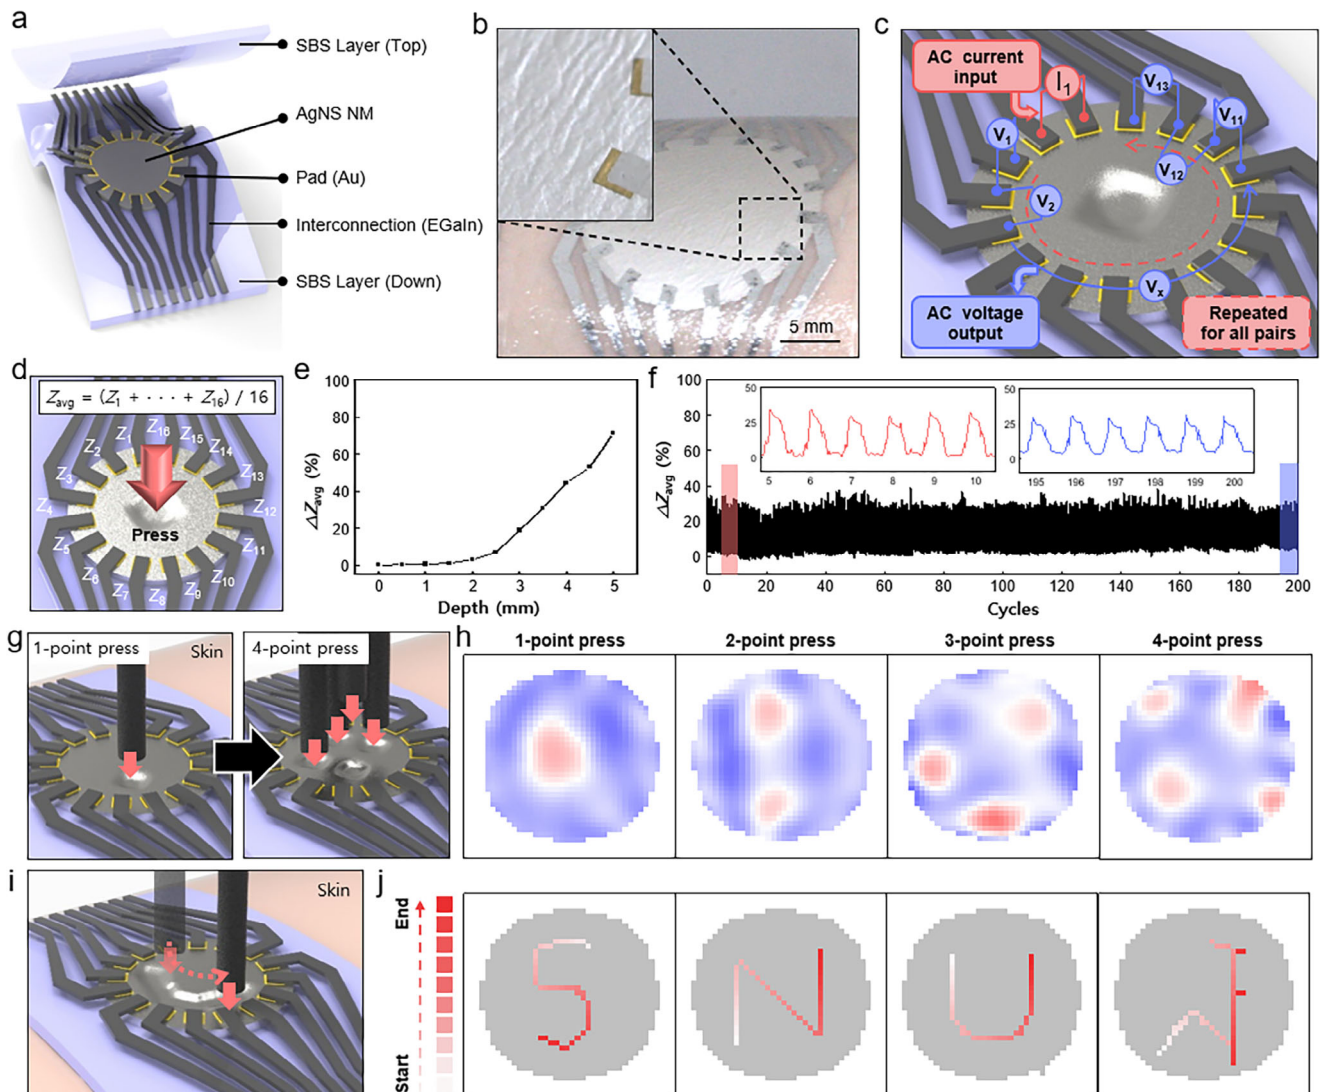 a
SBS Layer (Top)
AgNS NM
Pad (Au)
Interconnection (EGaIn)
SBS Layer (Down)
b
5 mm
c
AC current
input
I1
V13
V11
V12
V1
V2
Vx
AC voltage
output
Repeated
for all pairs
d
Zavg = (Z1 + · · · + Z16) / 16
Z1
Z16
Z15
Z2
Z14
Z3
Z13
Z4
Z12
Press
Z5
Z11
Z6
Z10
Z7
Z8
Z9
e
ΔZavg (%)
100
80
60
40
20
0
0 1 2 3 4 5
Depth (mm)
f
ΔZavg (%)
100
80
60
40
20
0
50
25
0
5 6 7 8 9 10
50
25
0
195 196 197 198 199 200
0 20 40 60 80 100 120 140 160 180 200
Cycles
g
1-point press
Skin
4-point press
h
1-point press
2-point press
3-point press
4-point press
i
Skin
j
End
Start
S
N
U
자